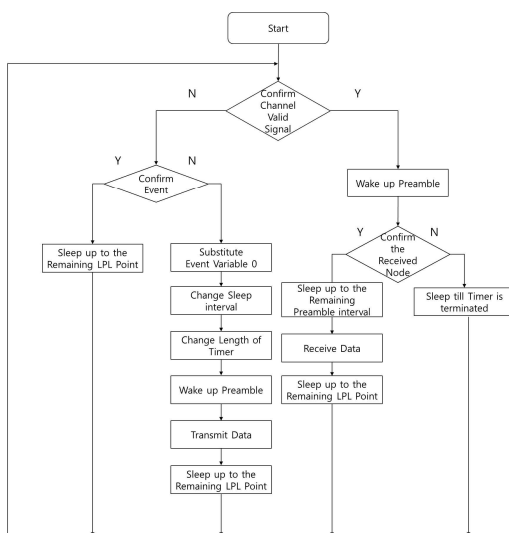 Start
N
Confirm
Channel
Valid
Signal
Y
Y
Confirm
Event
N
Wake up Preamble
Sleep up to the
Remaining LPL Point
Substitute
Event Variable 0
Y
Confirm
the
Received
Node
N
Change Sleep
interval
Sleep up to the
Remaining
Preamble interval
Sleep till Timer is
terminated
Change Length of
Timer
Receive Data
Wake up Preamble
Sleep up to the
Remaining LPL Point
Transmit Data
Sleep up to the
Remaining LPL Point